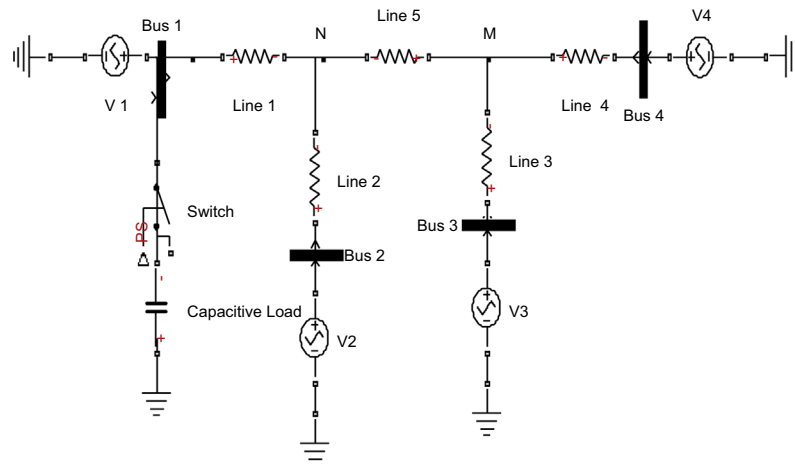 Line 5
Bus 1
N
M
V4
V 1
Line 1
Line 4
Bus 4
Line 2
Line 3
Switch
PS
Bus 3
Bus 2
Capacitive Load
V2
V3